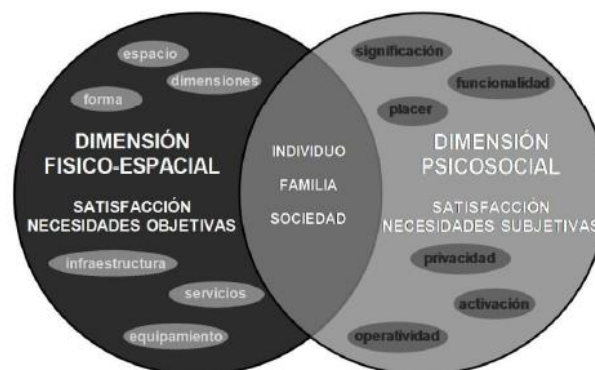 espacio
dimensiones
forma
DIMENSIÓN
FISICO-ESPACIAL
SATISFACCIÓN
NECESIDADES OBJETIVAS
infraestructura
servicios
equipamiento
INDIVIDUO
FAMILIA
SOCIEDAD
significación
funcionalidad
placer
DIMENSIÓN
PSICOSOCIAL
SATISFACCIÓN
NECESIDADES SUBJETIVAS
privacidad
activación
operatividad